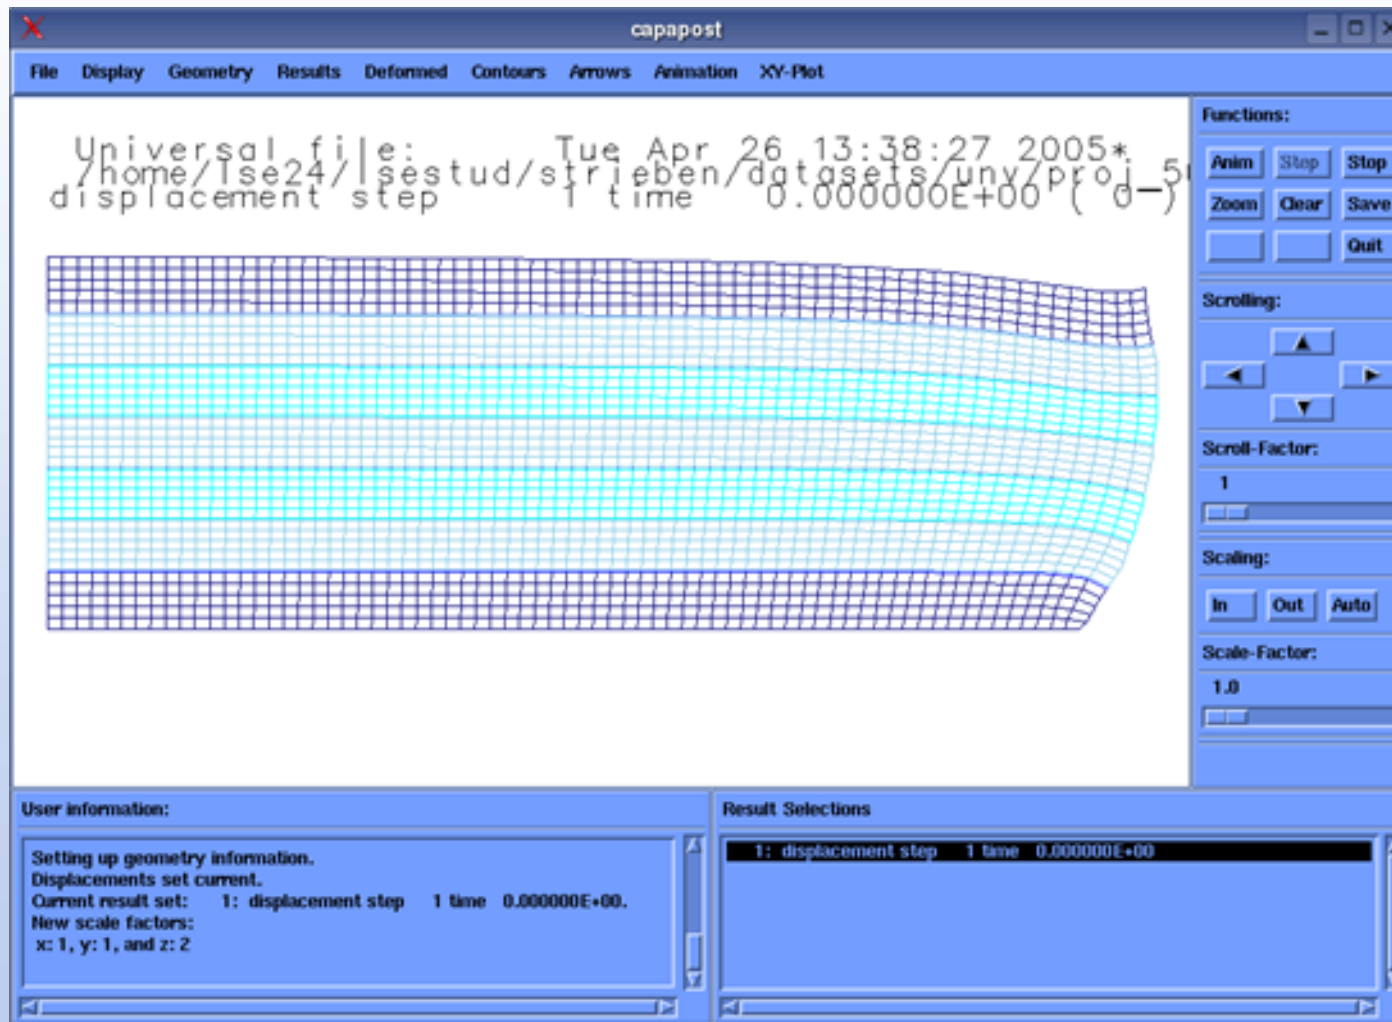 capapost
File Display Geometry Results Deformed Contours Arrows Animation XY-Plot
Universal file: Tue Apr 26 13:38:27 2005*
/home/lse24/lsestud/strieben/datasets/unv/proj_5
displacement step 1 time 0.000000E+00 ( 0 )
Functions:
Anim Step Stop
Zoom Clear Save
Quit
Scrolling:
Scroll-Factor:
1
Scaling:
In Out Auto
Scale-Factor:
1.0
User information:
Setting up geometry information.
Displacements set current.
Current result set: 1: displacement step 1 time 0.000000E+00.
New scale factors:
x: 1, y: 1, and z: 2
Result Selections
1: displacement step 1 time 0.000000E+00